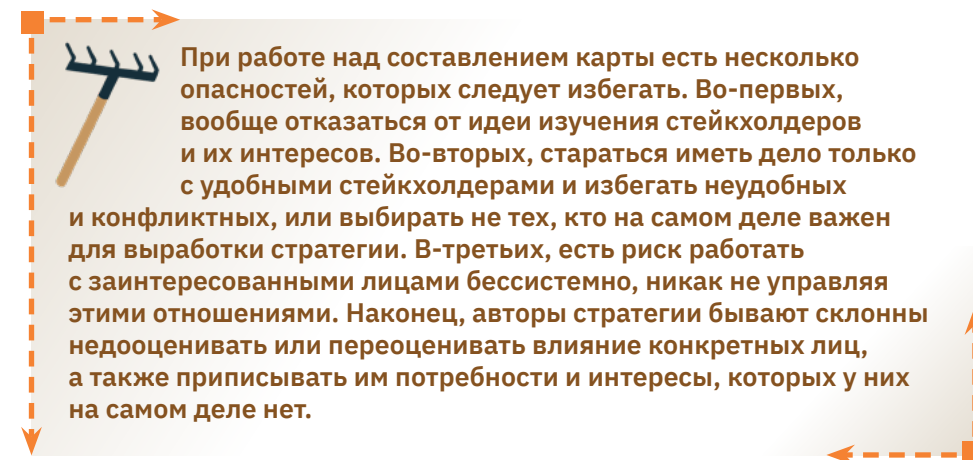 При работе над составлением карты есть несколько
опасностей, которых следует избегать. Во-первых,
вообще отказаться от идеи изучения стейкхолдеров
и их интересов. Во-вторых, стараться иметь дело только
с удобными стейкхолдерами и избегать неудобных
и конфликтных, или выбирать не тех, кто на самом деле важен
для выработки стратегии. В-третьих, есть риск работать
с заинтересованными лицами бессистемно, никак не управляя
этими отношениями. Наконец, авторы стратегии бывают склонны
недооценивать или переоценивать влияние конкретных лиц,
а также приписывать им потребности и интересы, которых у них
на самом деле нет.